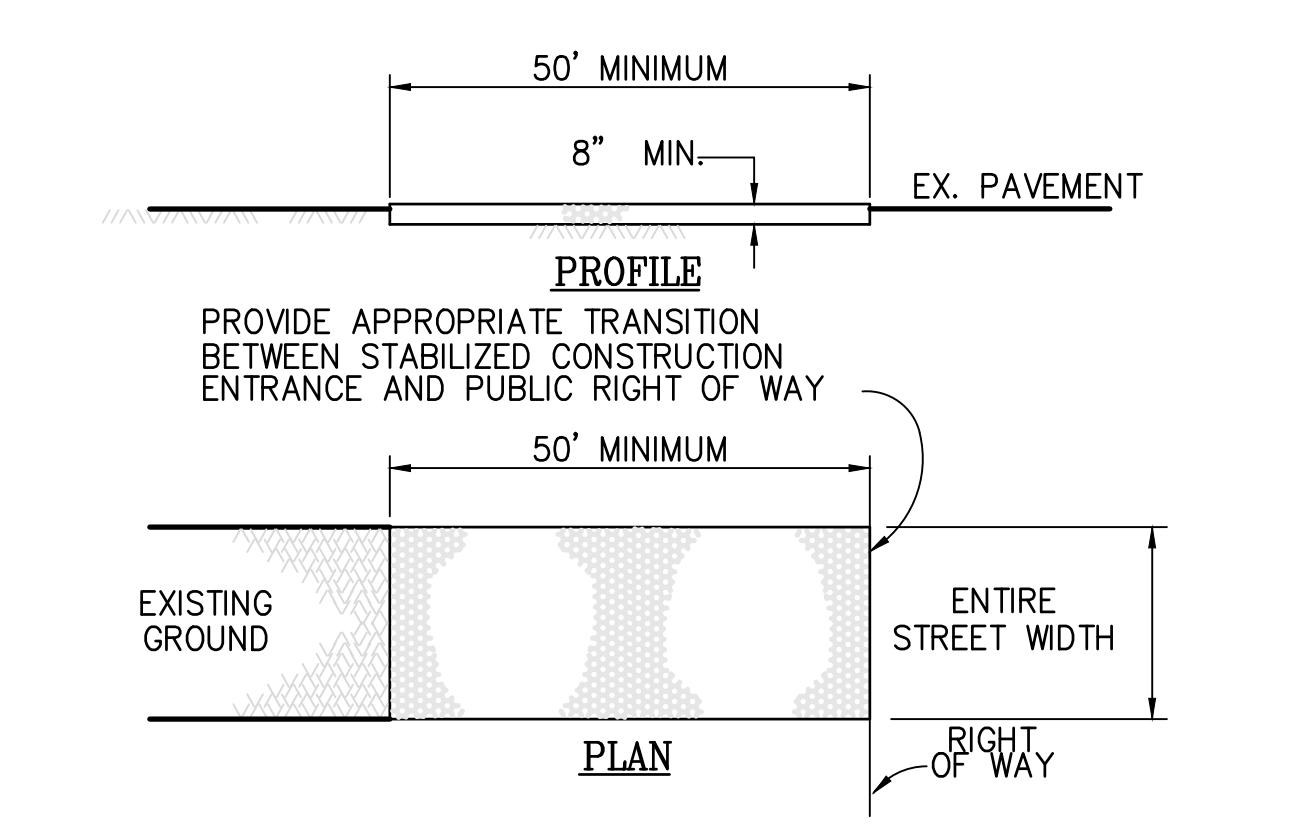 50' MINIMUM
8” MIN.
EX. PAVEMENT
PROFILE
PROVIDE APPROPRIATE TRANSITION
BETWEEN STABILIZED CONSTRUCTION
ENTRANCE AND PUBLIC RIGHT OF WAY
50' MINIMUM
EXISTING
GROUND
ENTIRE
STREET WIDTH
PLAN
RIGHT
OF WAY